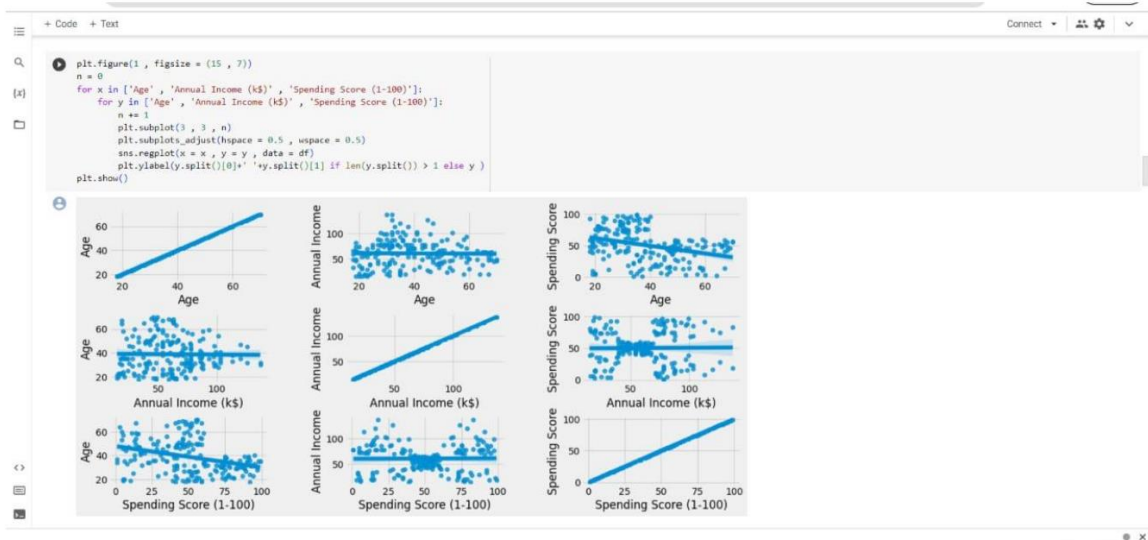 + Code + Text
Connect
{x}
plt.figure(1 , figsize = (15 , 7))
n = 0
for x in ['Age' , 'Annual Income (k$)' , 'Spending Score (1-100)']:
for y in ['Age' , 'Annual Income (k$)' , 'Spending Score (1-100)']:
n += 1
plt.subplot(3 , 3 , n)
plt.subplots_adjust(hspace = 0.5 , wspace = 0.5)
sns.regplot(x = x , y = y , data = df)
plt.ylabel(y.split()[0]+' '+y.split()[1] if len(y.split()) > 1 else y )
plt.show()
Age
60
40
20
20 40 60
Age
Annual Income
100
50
20 40 60
Age
Spending Score
100
50
0
20 40 60
Age
Age
60
40
20
50 100
Annual Income (k$)
Annual Income
100
50
50 100
Annual Income (k$)
Spending Score
100
50
0
50 100
Annual Income (k$)
Age
60
40
20
0 25 50 75 100
Spending Score (1-100)
Annual Income
100
50
0 25 50 75 100
Spending Score (1-100)
Spending Score
100
50
0
0 25 50 75 100
Spending Score (1-100)
<>